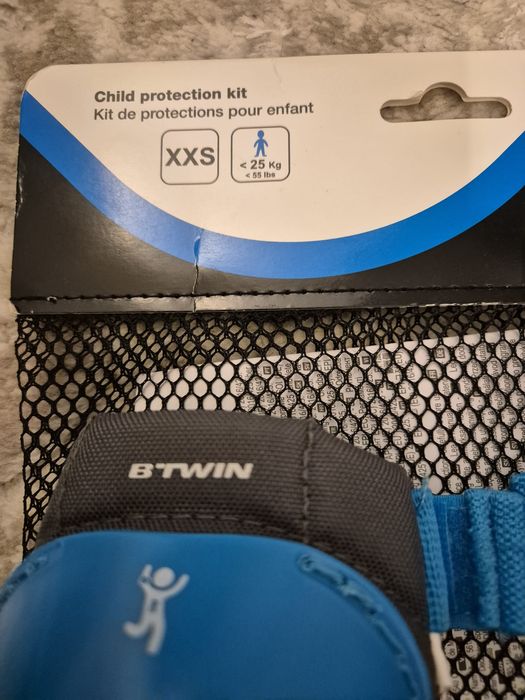 Child protection kit
Kit de protections pour enfant
XXS
< 25 Kg
< 55 lbs
B'TWIN